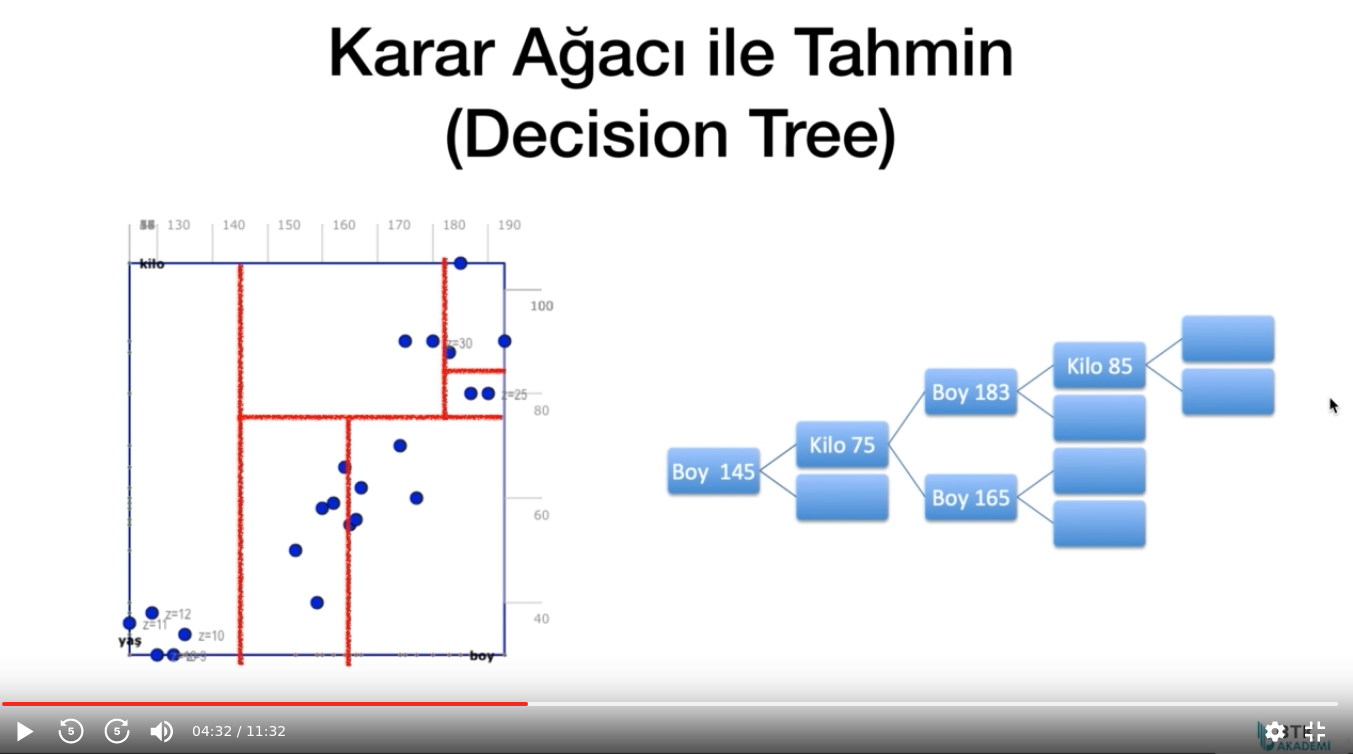 Karar Ağacı ile Tahmin
(Decision Tree)
130 140 150 160 170 180 190
kilo
100
z=30
z=25
80
60
40
z=12
z=11
z=10
yaş
boy
Boy 145
Kilo 75
Boy 183
Boy 165
Kilo 85
5 5 04:32 / 11:32
BTK
AKADEMİ